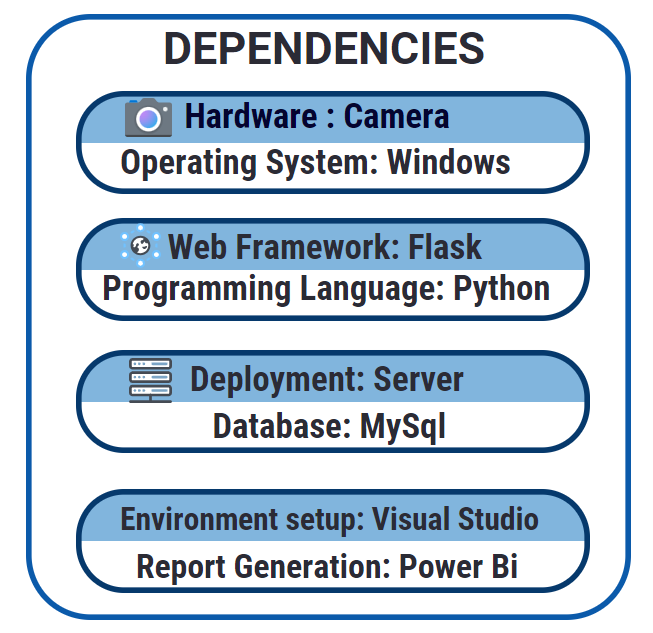 DEPENDENCIES
Hardware : Camera
Operating System: Windows
Web Framework: Flask
Programming Language: Python
Deployment: Server
Database: MySql
Environment setup: Visual Studio
Report Generation: Power Bi